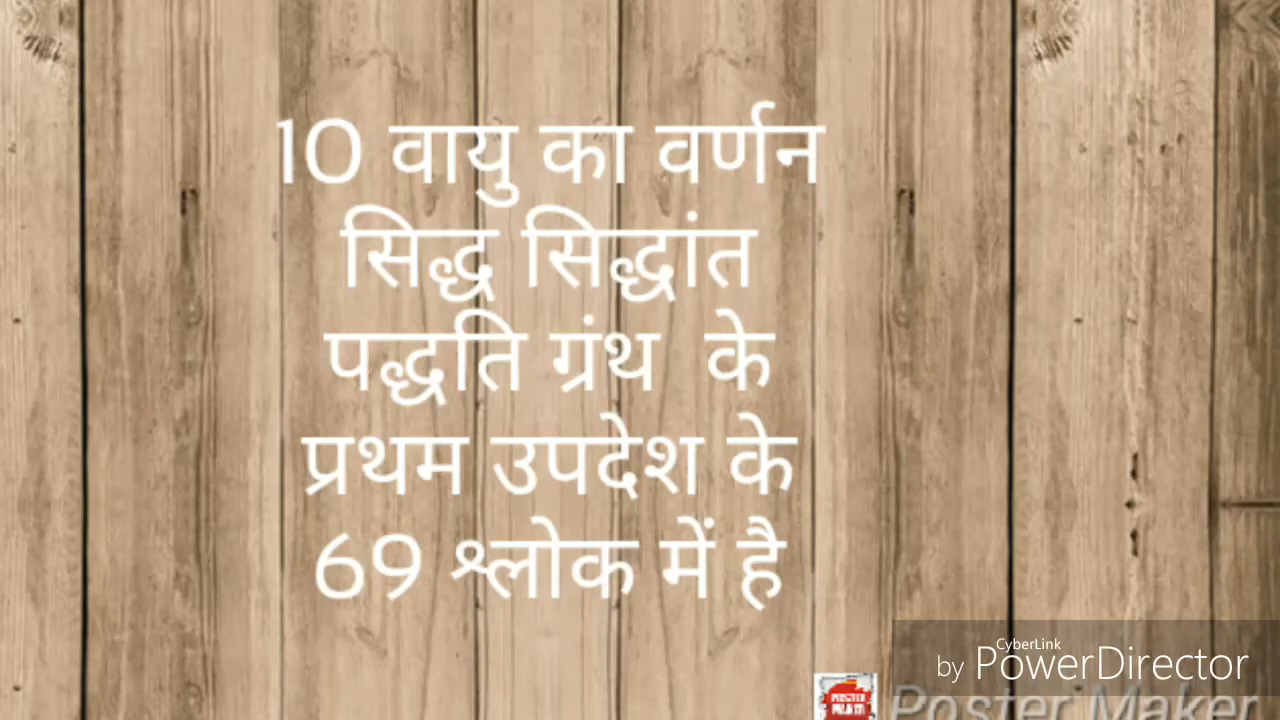 10 वायु का वर्णन
सिद्ध सिद्धांत
पद्धति ग्रंथ के
प्रथम उपदेश के
69 श्लोक में है
CyberLink
by PowerDirector
Poster Maker